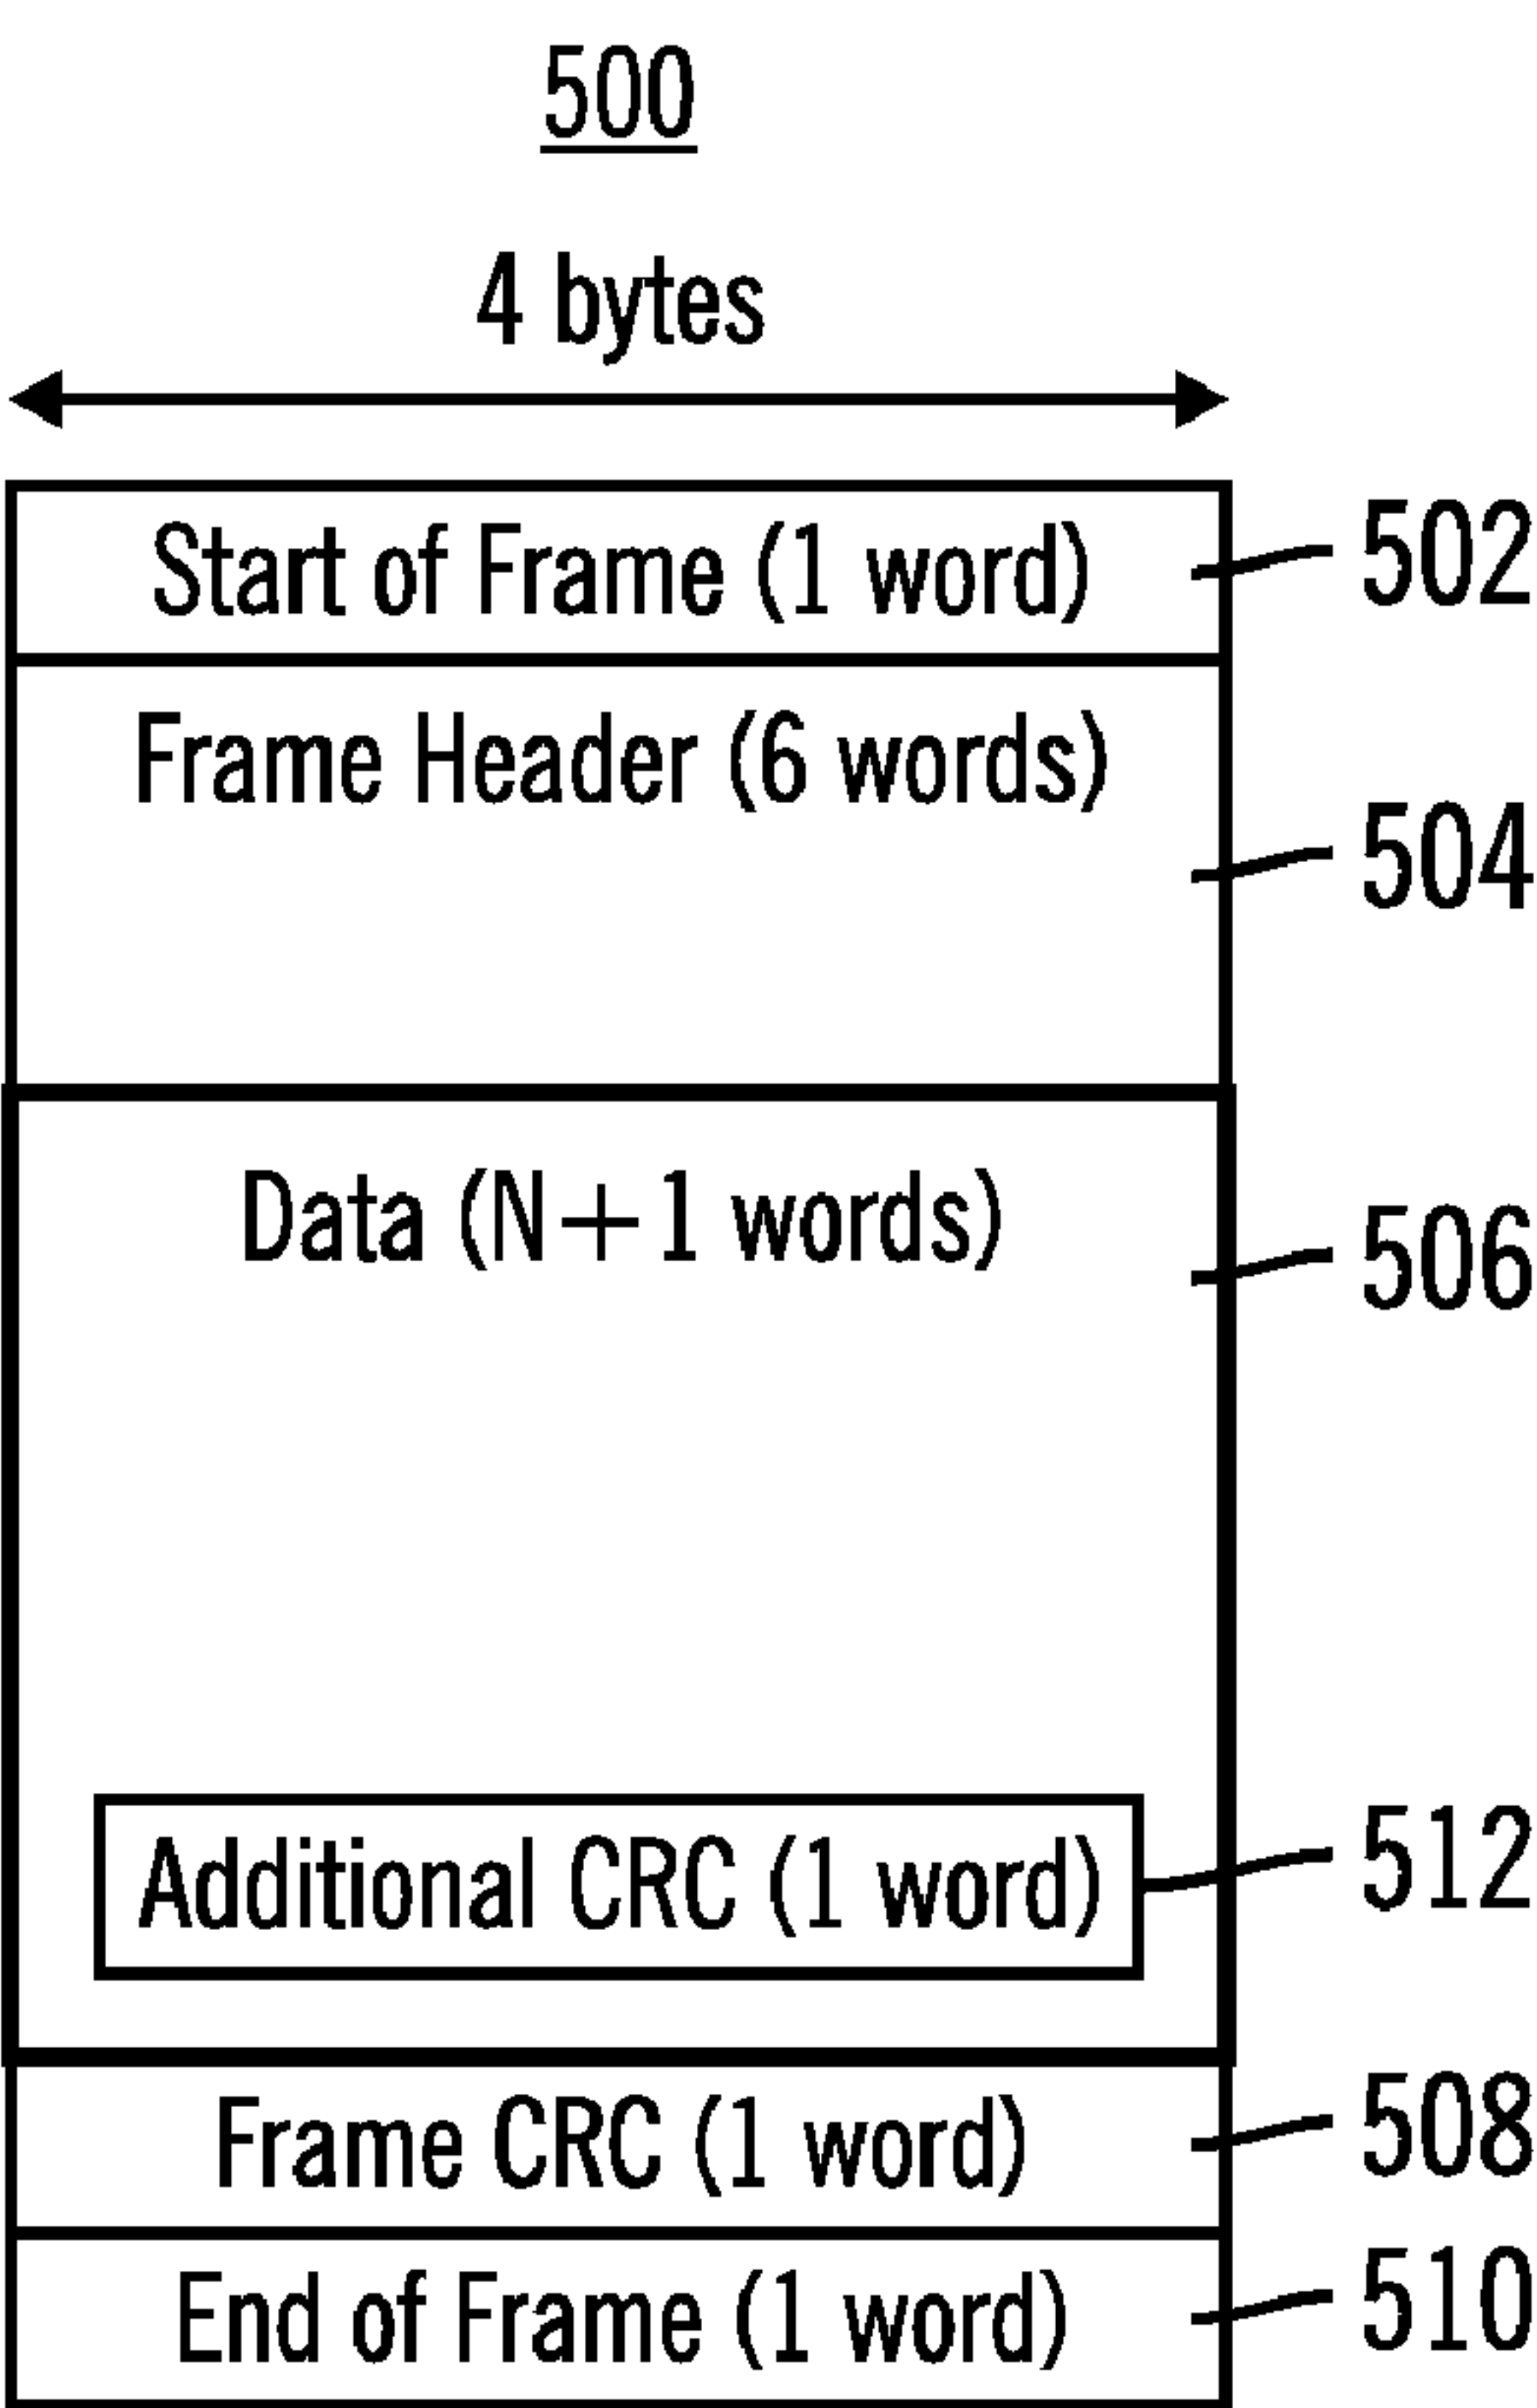 500
4 bytes
Start of Frame (1 word) 502
Frame Header (6 words)
504
Data (N+1 words)
506
Additional CRC (1 word) 512
Frame CRC (1 word) 508
End of Frame (1 word) 510